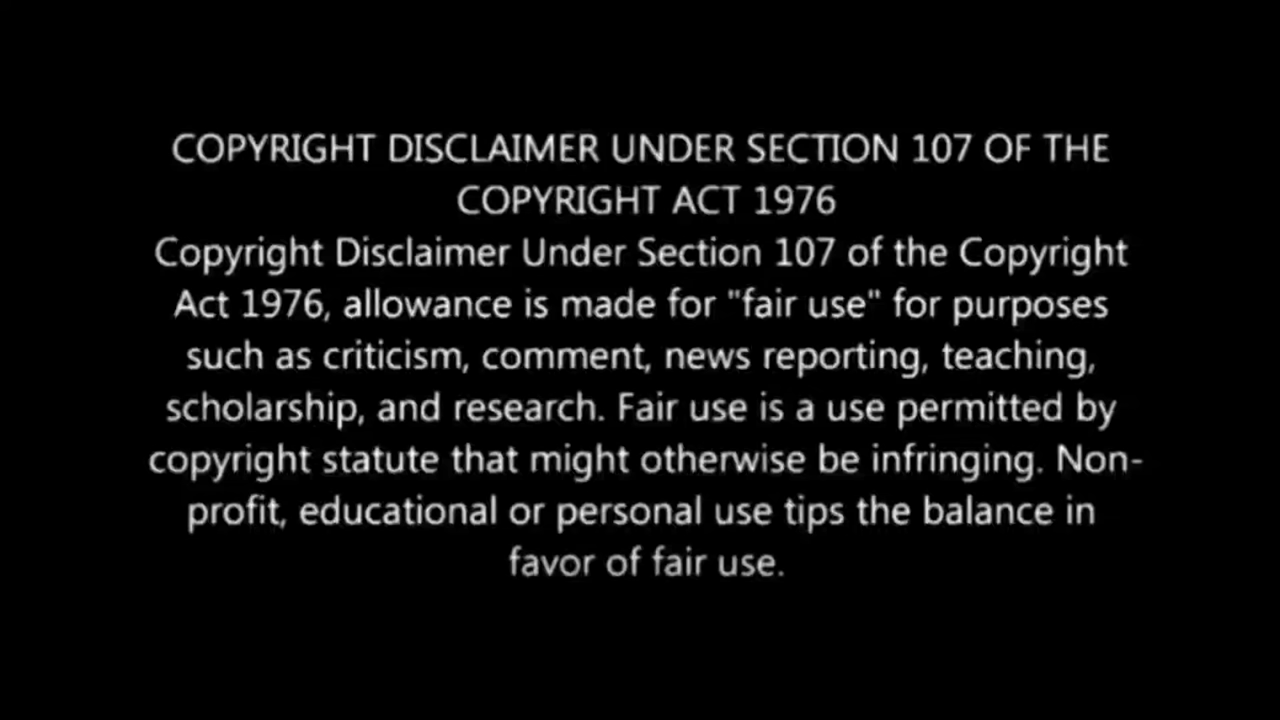 COPYRIGHT DISCLAIMER UNDER SECTION 107 OF THE
COPYRIGHT ACT 1976
Copyright Disclaimer Under Section 107 of the Copyright
Act 1976, allowance is made for "fair use" for purposes
such as criticism, comment, news reporting, teaching,
scholarship, and research. Fair use is a use permitted by
copyright statute that might otherwise be infringing. Non-
profit, educational or personal use tips the balance in
favor of fair use.